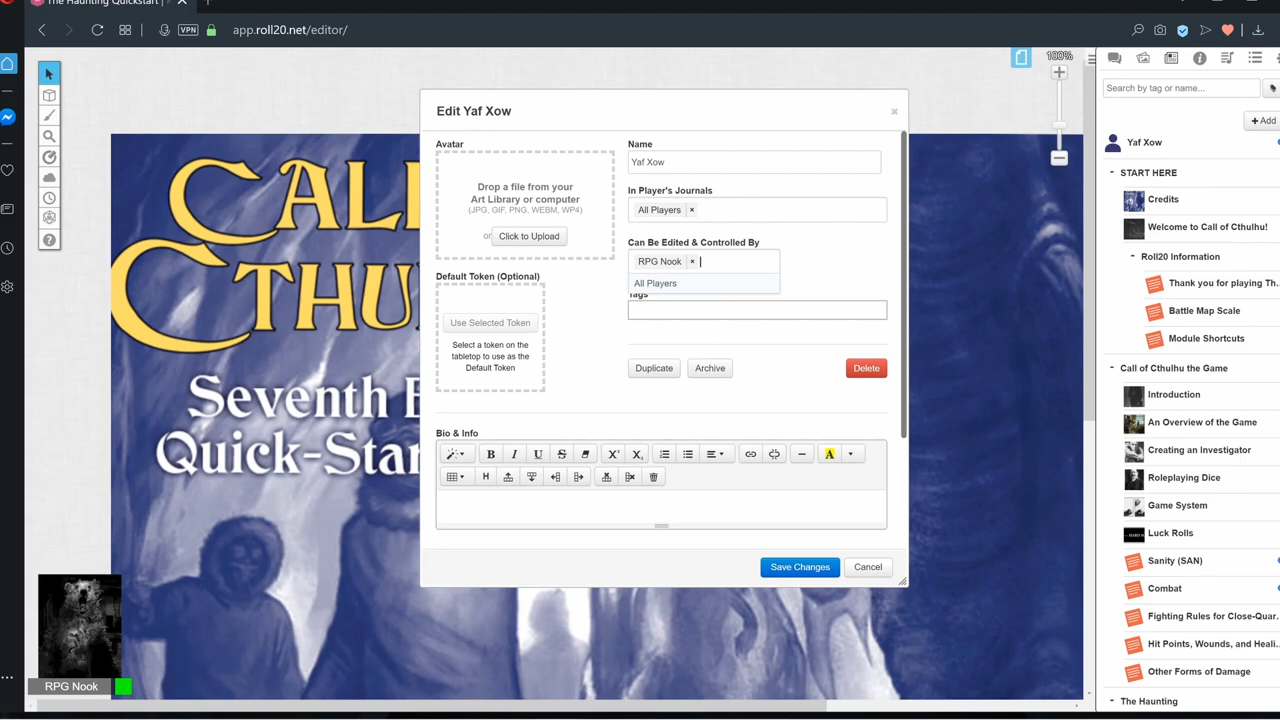 The Haunting Quickstart |
VPN
app.roll20.net/editor/
100%
Search by tag or name...
+ Add
Yaf Xow
START HERE
Credits
Welcome to Call of Cthulhu!
Roll20 Information
Thank you for playing Th...
Battle Map Scale
Module Shortcuts
Call of Cthulhu the Game
Introduction
An Overview of the Game
Creating an Investigator
Roleplaying Dice
Game System
Luck Rolls
Sanity (SAN)
Combat
Fighting Rules for Close-Quar...
Hit Points, Wounds, and Heali...
Other Forms of Damage
The Haunting
Edit Yaf Xow
×
Avatar
Drop a file from your
Art Library or computer
(JPG, GIF, PNG, WEBM, WP4)
or Click to Upload
Default Token (Optional)
Use Selected Token
Select a token on the
tabletop to use as the
Default Token
Name
Yaf Xow
In Player's Journals
All Players ×
Can Be Edited & Controlled By
RPG Nook ×
All Players
Tags
Duplicate
Archive
Delete
Bio & Info
B I U S X' X, A
H
Save Changes
Cancel
CALL
CTHU
Seventh E
Quick-Star
RPG Nook